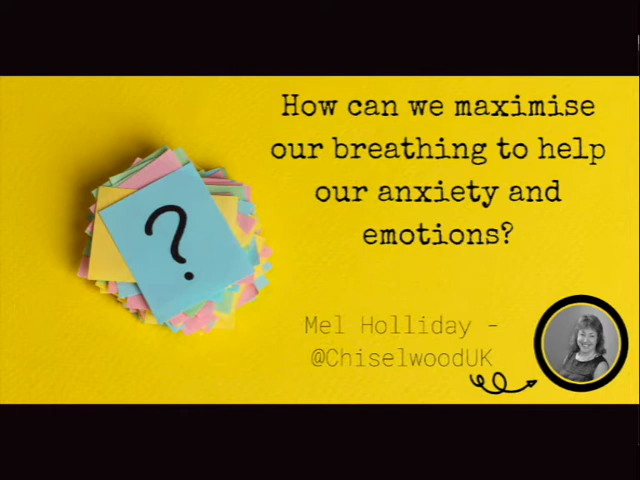 How can we maximise
our breathing to help
our anxiety and
emotions?
?
Mel Holliday -
@ChiselwoodUK